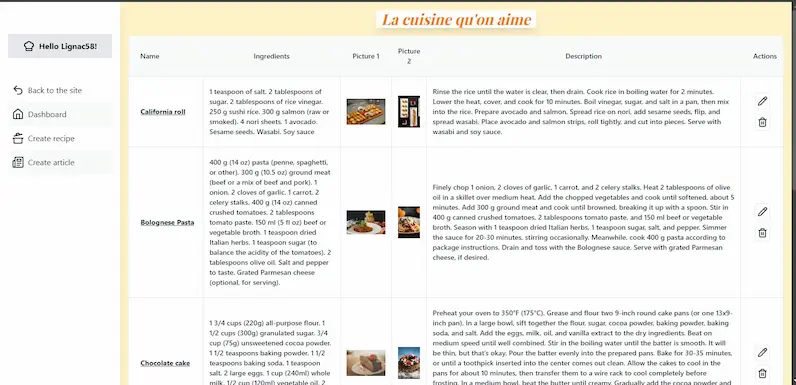 La cuisine qu'on aime
Hello Lignac58!
Back to the site
Dashboard
Create recipe
Create article
Name
Ingredients
Picture 1
Picture
2
Description
Actions
California roll
1 teaspoon of salt. 2 tablespoons of
sugar. 2 tablespoons of rice vinegar.
250 g sushi rice. 300 g salmon (raw or
smoked). 4 nori sheets. 1 avocado.
Sesame seeds. Wasabi. Soy sauce
Rinse the rice until the water is clear, then drain. Cook rice in boiling water for 2 minutes.
Lower the heat, cover, and cook for 10 minutes. Boil vinegar, sugar, and salt in a pan, then mix
into the rice. Prepare avocado and salmon. Spread rice on nori, add sesame seeds, flip, and
spread wasabi. Place avocado and salmon strips, roll tightly, and cut into pieces. Serve with
wasabi and soy sauce.
Bolognese Pasta
400 g (14 oz) pasta (penne, spaghetti,
or other). 300 g (10.5 oz) ground meat
(beef or a mix of beef and pork). 1
onion. 2 cloves of garlic. 1 carrot. 2
celery stalks. 400 g (14 oz) canned
crushed tomatoes. 2 tablespoons
tomato paste. 150 ml (5 fl oz) beef or
vegetable broth. 1 teaspoon dried
Italian herbs. 1 teaspoon sugar (to
balance the acidity of the tomatoes). 2
tablespoons olive oil. Salt and pepper
to taste. Grated Parmesan cheese
(optional, for serving).
Finely chop 1 onion, 2 cloves of garlic, 1 carrot, and 2 celery stalks. Heat 2 tablespoons of olive
oil in a skillet over medium heat. Add the chopped vegetables and cook until softened, about 5
minutes. Add 300 g ground meat and cook until browned, breaking it up with a spoon. Stir in
400 g canned crushed tomatoes, 2 tablespoons tomato paste, and 150 ml beef or vegetable
broth. Season with 1 teaspoon dried Italian herbs, 1 teaspoon sugar, salt, and pepper. Simmer
the sauce for 20-30 minutes, stirring occasionally. Meanwhile, cook 400 g pasta according to
package instructions. Drain and toss with the Bolognese sauce. Serve with grated Parmesan
cheese, if desired.
Chocolate cake
1 3/4 cups (220g) all-purpose flour. 1
1/2 cups (300g) granulated sugar. 3/4
cup (75g) unsweetened cocoa powder.
1 1/2 teaspoons baking powder. 1 1/2
teaspoons baking soda. 1 teaspoon
salt. 2 large eggs. 1 cup (240ml) whole
milk. 1/2 cup (120ml) vegetable oil. 2
Preheat your oven to 350°F (175°C). Grease and flour two 9-inch round cake pans (or one 13x9-
inch pan). In a large bowl, sift together the flour, sugar, cocoa powder, baking powder, baking
soda, and salt. Add the eggs, milk, oil, and vanilla extract to the dry ingredients. Beat on
medium speed until well combined. Stir in the boiling water until the batter is smooth. It will
be thin, but that's okay. Pour the batter evenly into the prepared pans. Bake for 30-35 minutes,
or until a toothpick inserted into the center comes out clean. Allow the cakes to cool in the
pans for about 10 minutes, then transfer them to a wire rack to cool completely before
frosting. In a medium bowl, beat the butter until creamy. Gradually add the cocoa powder and